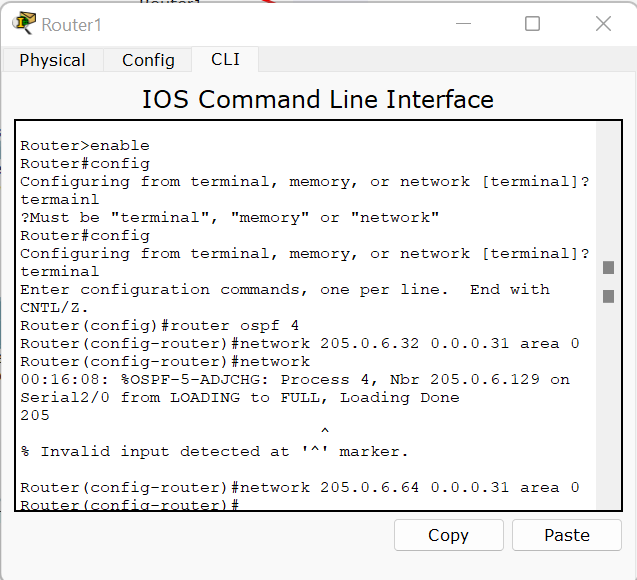 Router1
Router1
Physical
Config
CLI
IOS Command Line Interface
Router>enable
Router#config
Configuring from terminal, memory, or network [terminal]?
termainl
?Must be "terminal", "memory" or "network"
Router#config
Configuring from terminal, memory, or network [terminal]?
terminal
Enter configuration commands, one per line.  End with
CNTL/Z.
Router(config)#router ospf 4
Router(config-router)#network 205.0.6.32 0.0.0.31 area 0
Router(config-router)#network
00:16:08: %OSPF-5-ADJCHG: Process 4, Nbr 205.0.6.129 on
Serial2/0 from LOADING to FULL, Loading Done
205
^
% Invalid input detected at '^' marker.
Router(config-router)#network 205.0.6.64 0.0.0.31 area 0
Router(config-router)#
Copy
Paste